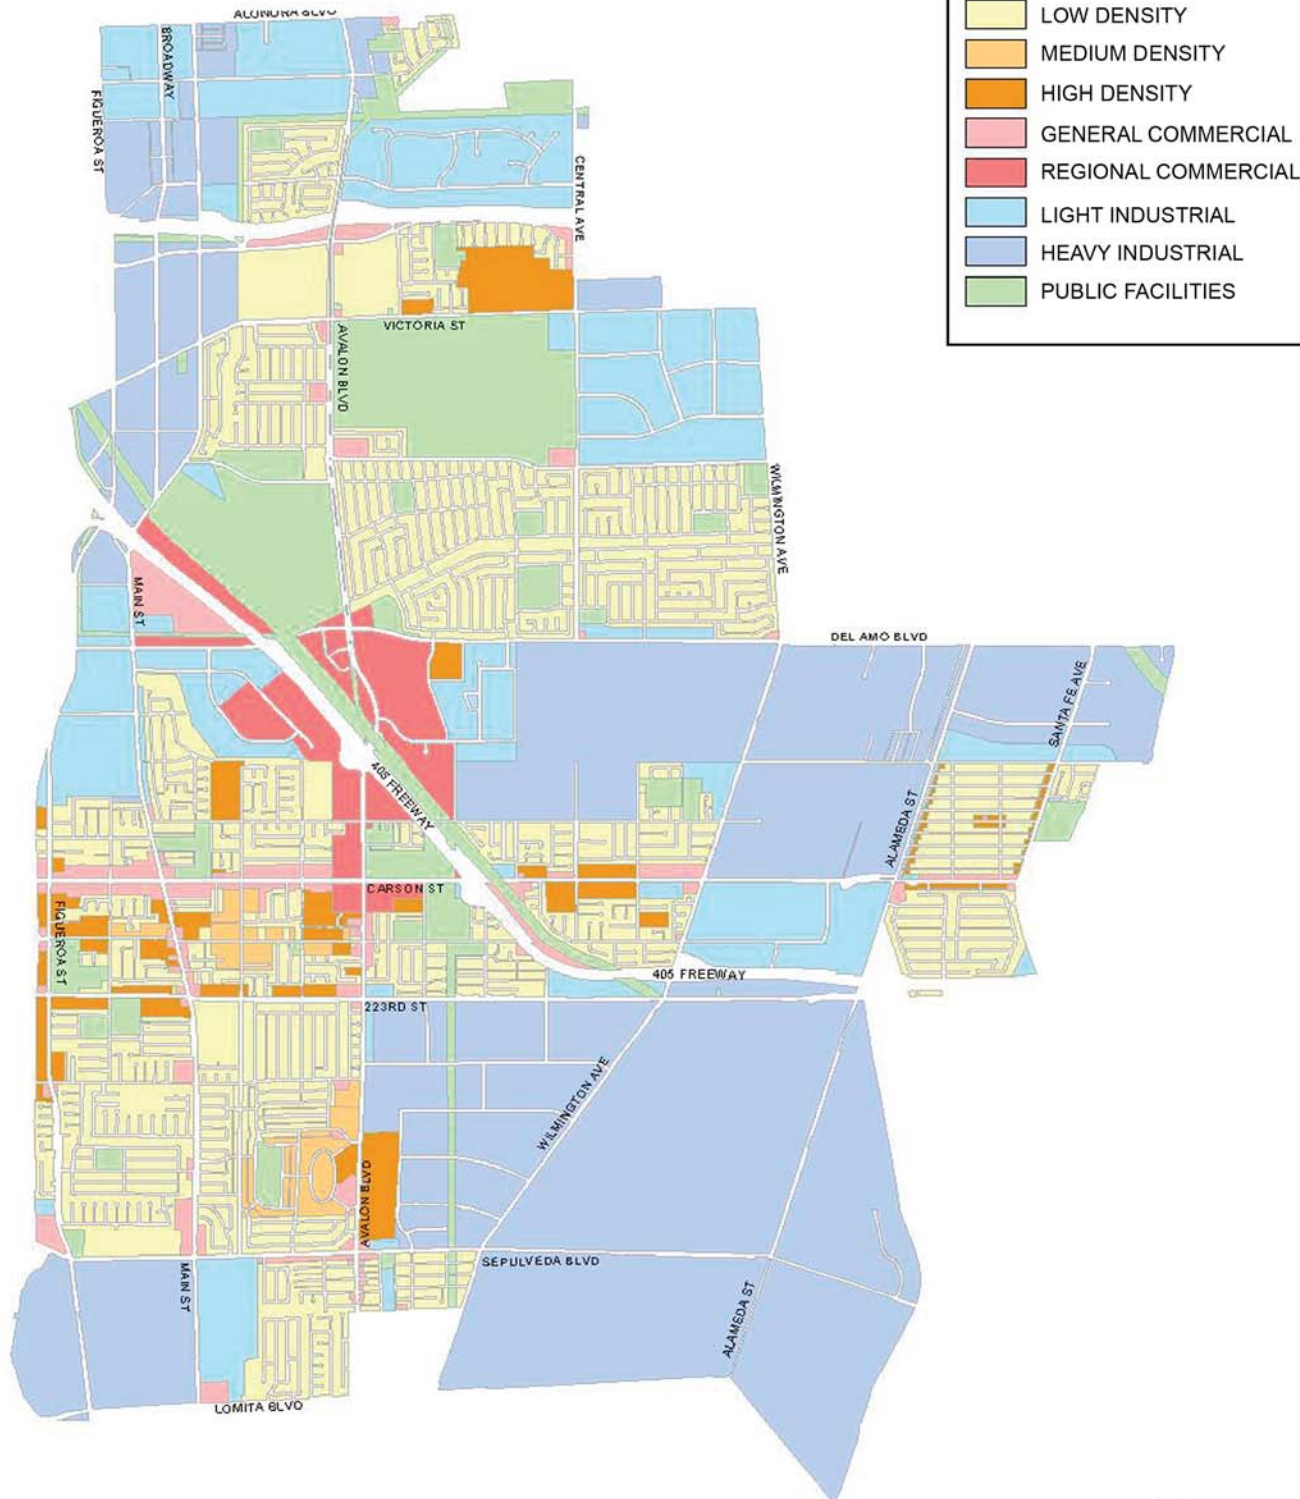 LOW DENSITY
MEDIUM DENSITY
HIGH DENSITY
GENERAL COMMERCIAL
REGIONAL COMMERCIAL
LIGHT INDUSTRIAL
HEAVY INDUSTRIAL
PUBLIC FACILITIES
ALONDRA BLVD
BROADWAY
FIGUEROA ST
CENTRAL AVE
VICTORIA ST
AVALON BLVD
WILMINGTON AVE
MAIN ST
DEL AMO BLVD
SANTA FE AVE
405 FREEWAY
ALAMEDA ST
CARSON ST
FIGUEROA ST
405 FREEWAY
223RD ST
WILMINGTON AVE
AVALON BLVD
SEPULVEDA BLVD
MAIN ST
ALAMEDA ST
LOMITA BLVD